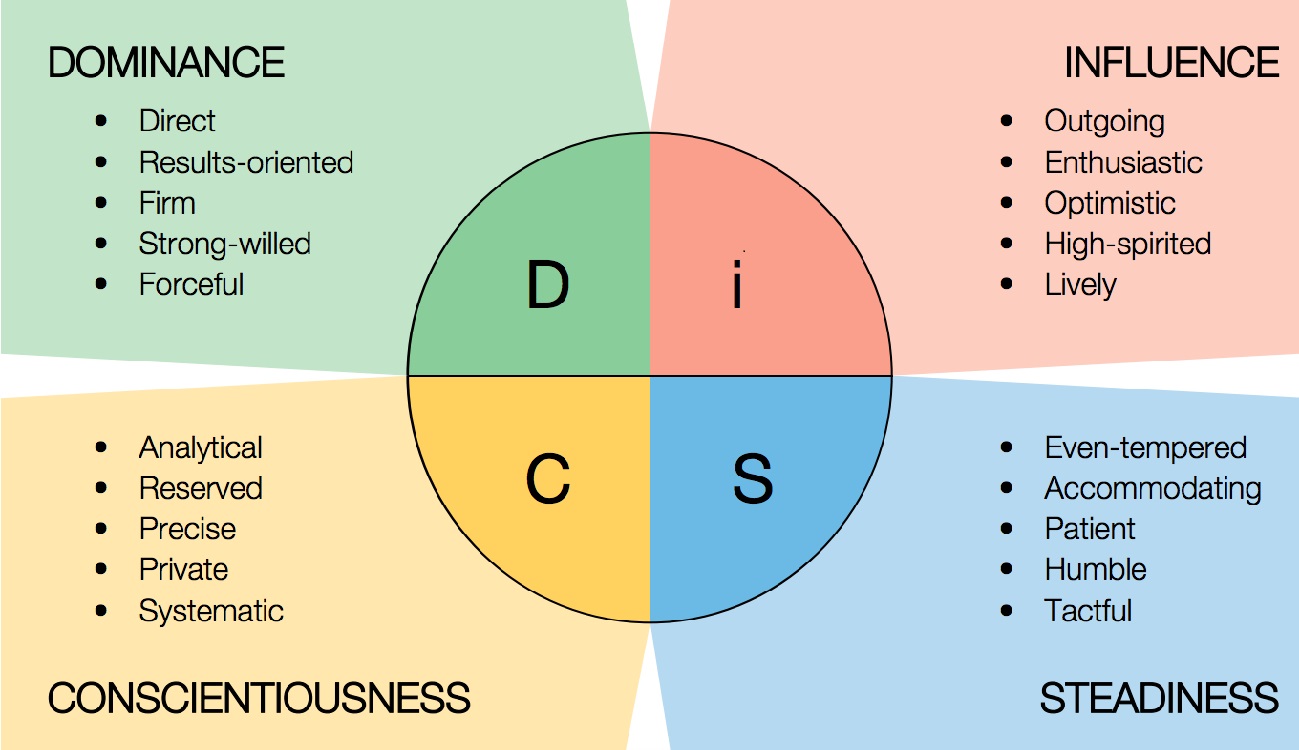 DOMINANCE
• Direct
• Results-oriented
• Firm
• Strong-willed
• Forceful
INFLUENCE
• Outgoing
• Enthusiastic
• Optimistic
• High-spirited
• Lively
D
i
C
S
• Analytical
• Reserved
• Precise
• Private
• Systematic
CONSCIENTIOUSNESS
• Even-tempered
• Accommodating
• Patient
• Humble
• Tactful
STEADINESS